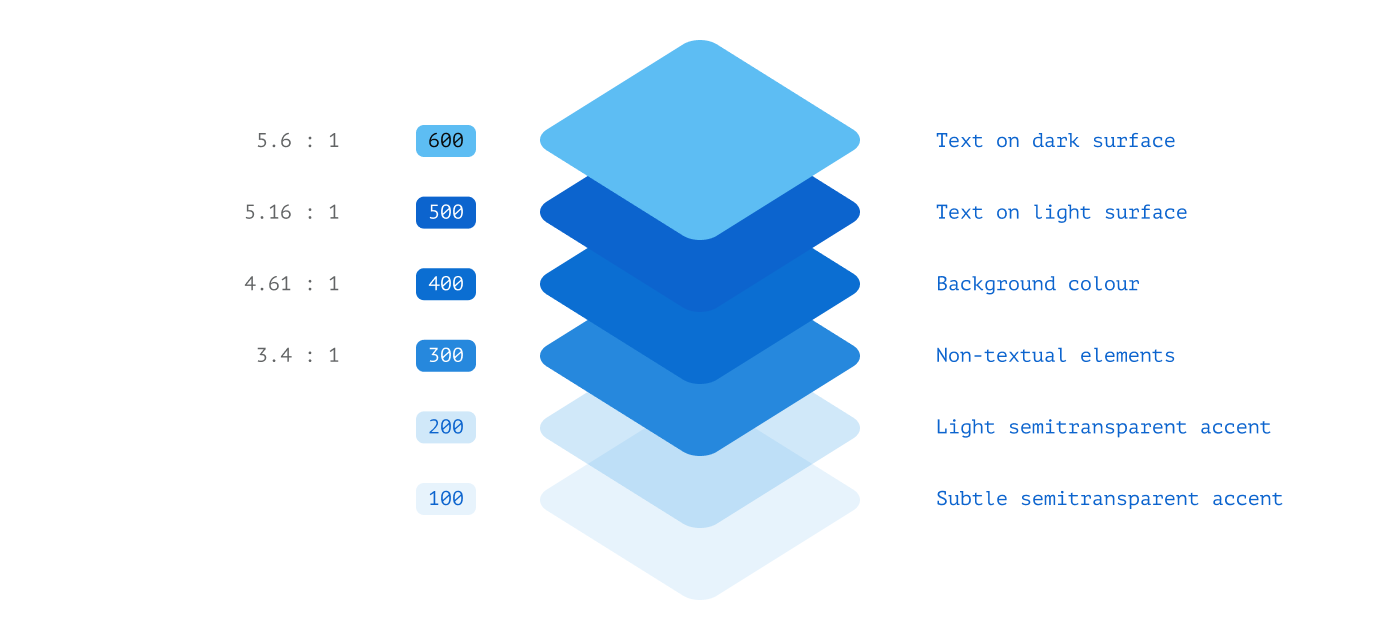 5.6 : 1 600 Text on dark surface
5.16 : 1 500 Text on light surface
4.61 : 1 400 Background colour
3.4 : 1 300 Non-textual elements
200 Light semitransparent accent
100 Subtle semitransparent accent